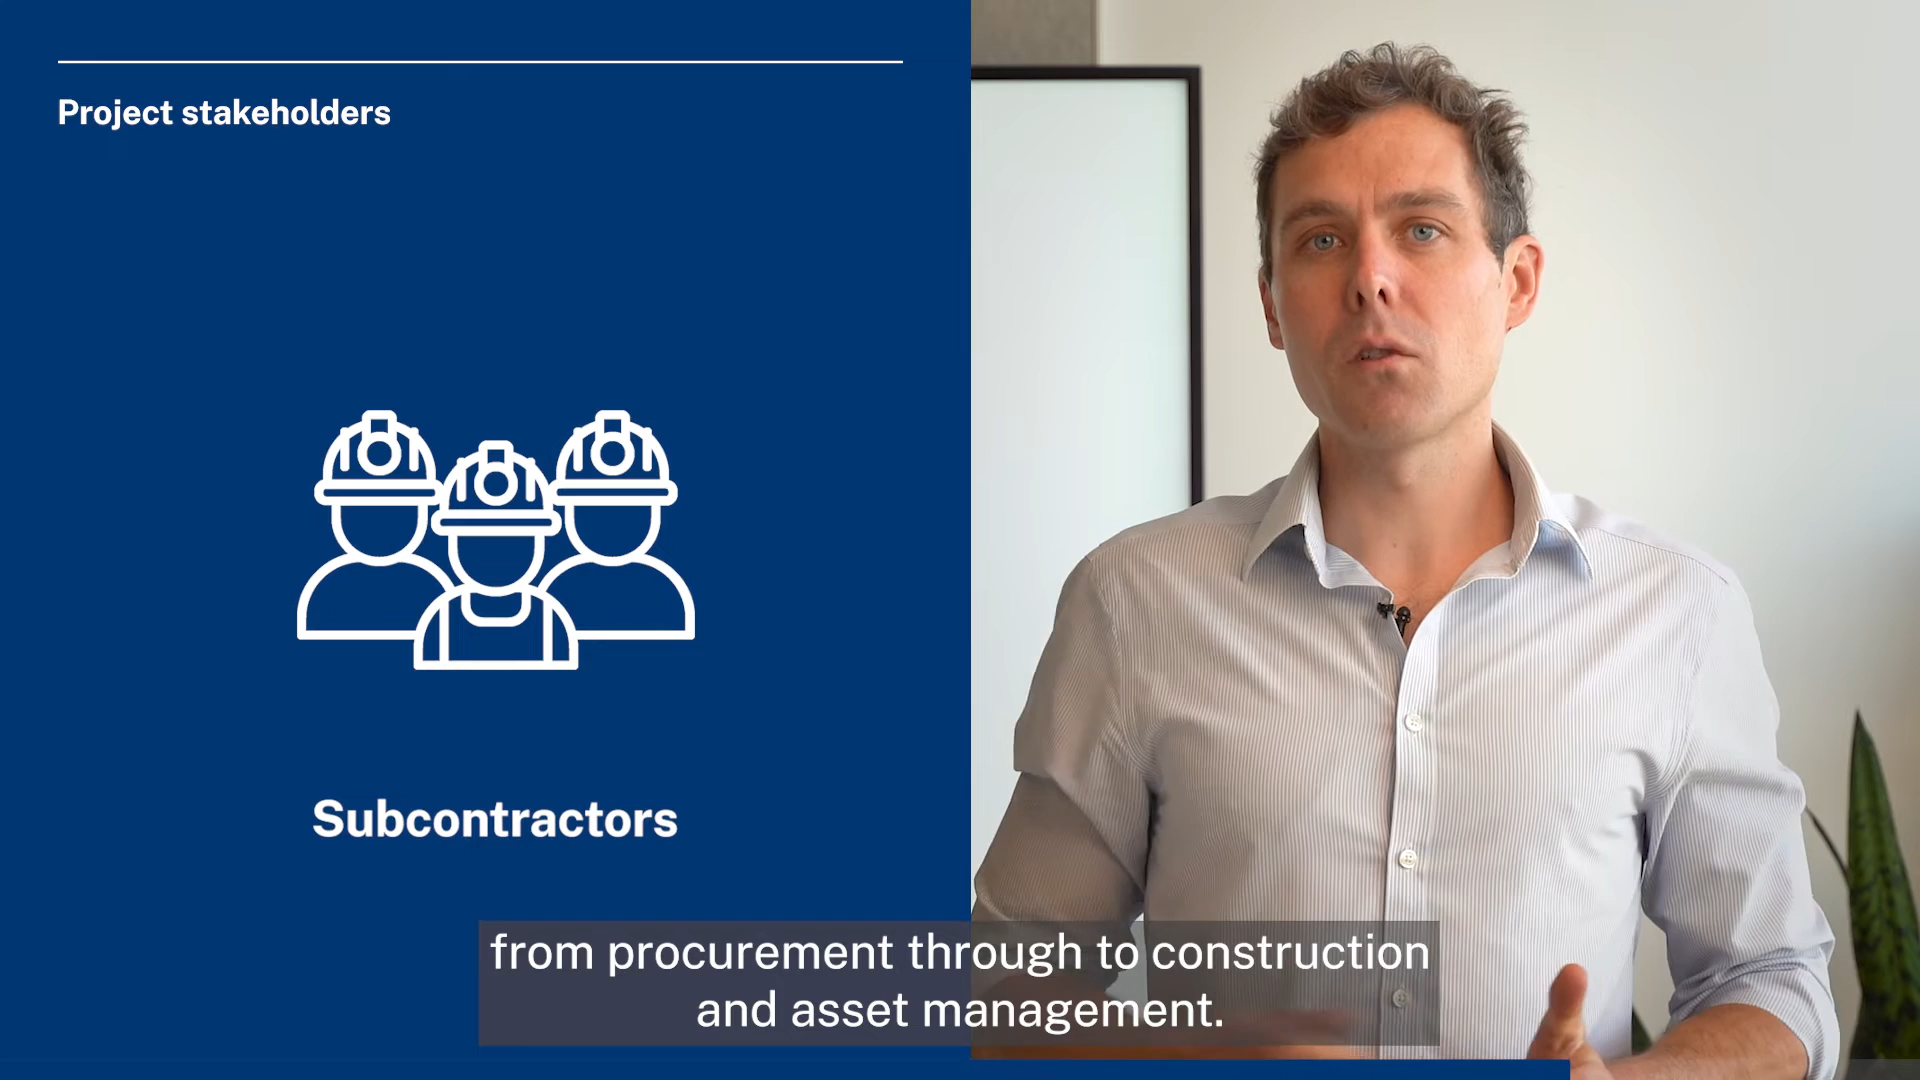 Project stakeholders
Subcontractors
from procurement through to construction
and asset management.